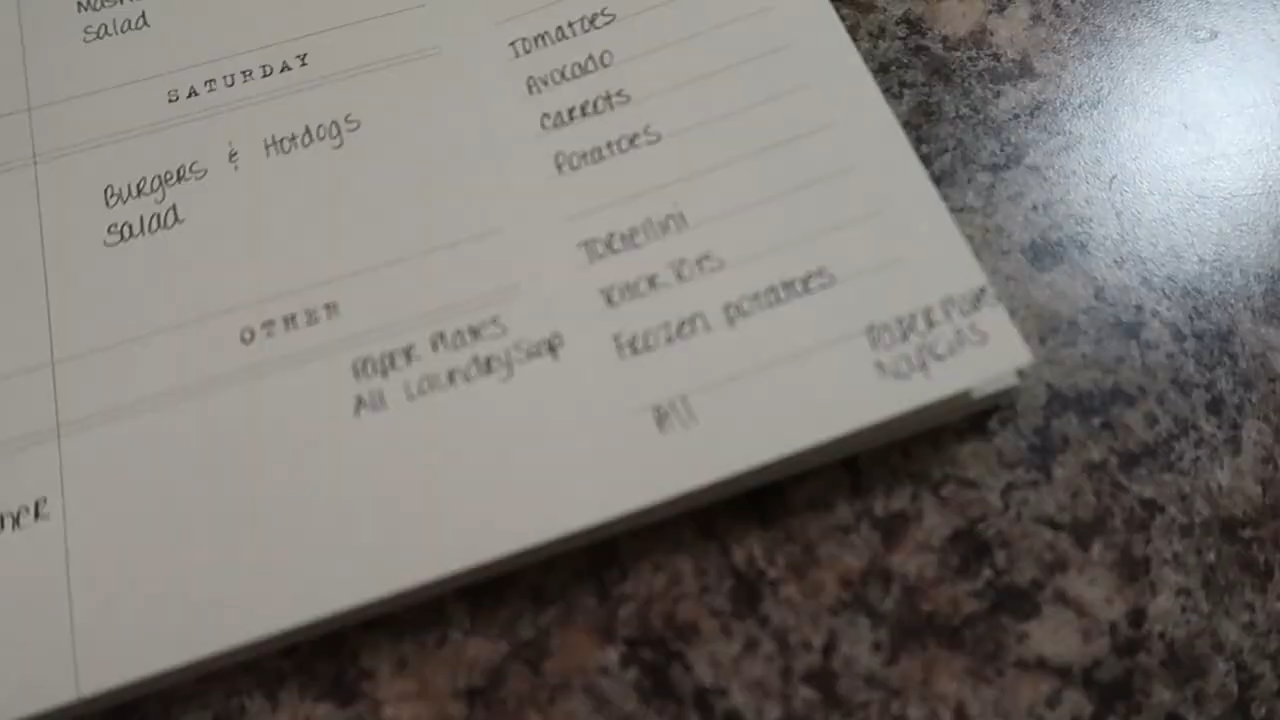 Salad
SATURDAY
Burgers & Hotdogs
Salad
OTHER
Paper Plates
All Laundry Soap
Tomatoes
Avocado
Carrots
Potatoes
Tortellini
Frozen potatoes
All
Paper